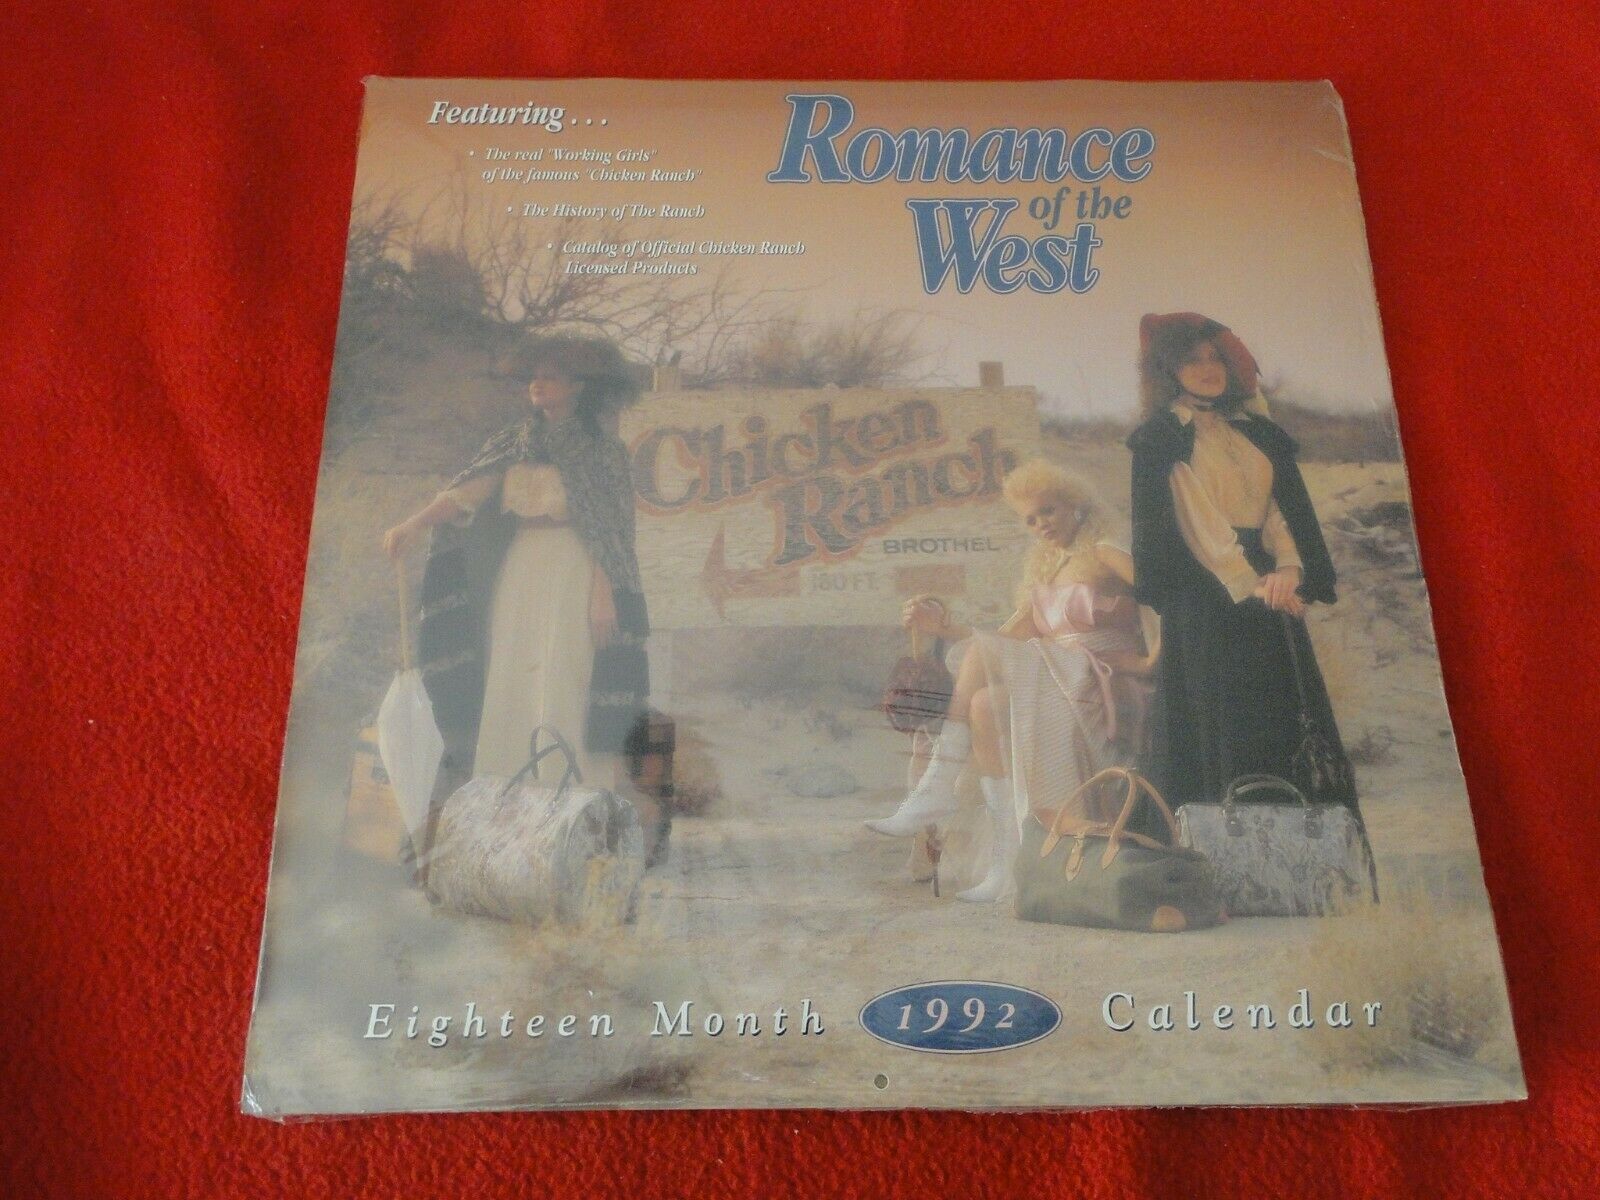 Featuring...
• The real "Working Girls"
of the famous "Chicken Ranch"
• The History of The Ranch
• Catalog of Official Chicken Ranch
Licensed Products
Romance
of the
West
Chicken
Ranch
BROTHEL
180 FT.
Eighteen Month 1992 Calendar